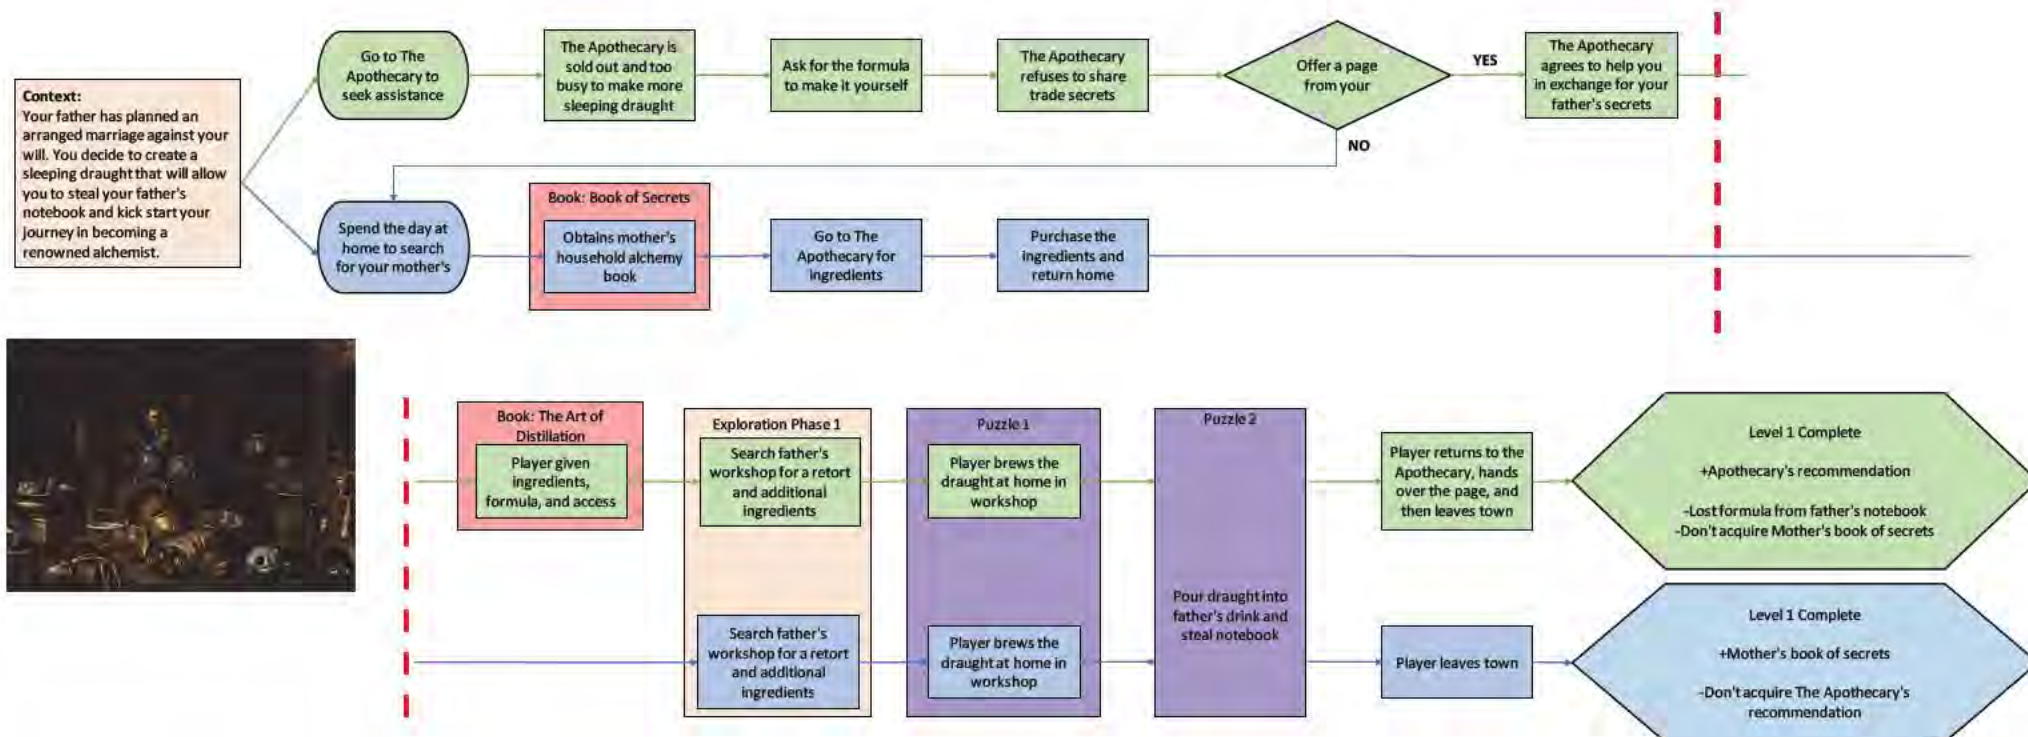 Context:
Your father has planned an
arranged marriage against your
will. You decide to create a
sleeping draught that will allow
you to steal your father's
notebook and kick start your
journey in becoming a
renowned alchemist.
Go to The
Apothecary to
seek assistance
The Apothecary is
sold out and too
busy to make more
sleeping draught
Ask for the formula
to make it yourself
The Apothecary
refuses to share
trade secrets
Offer a page
from your
YES
NO
The Apothecary
agrees to help you
in exchange for your
father's secrets
Spend the day at
home to search
for your mother's
Book: Book of Secrets
Obtains mother's
household alchemy
book
Go to The
Apothecary for
ingredients
Purchase the
ingredients and
return home
Book: The Art of
Distillation
Player given
ingredients,
formula, and access
Exploration Phase 1
Search father's
workshop for a retort
and additional
ingredients
Puzzle 1
Player brews the
draught at home in
workshop
Puzzle 2
Pour draught into
father's drink and
steal notebook
Player returns to the
Apothecary, hands
over the page, and
then leaves town
Level 1 Complete
+Apothecary's recommendation
-Lost formula from father's notebook
-Don't acquire Mother's book of secrets
Search father's
workshop for a retort
and additional
ingredients
Player brews the
draught at home in
workshop
Player leaves town
Level 1 Complete
+Mother's book of secrets
-Don't acquire The Apothecary's
recommendation